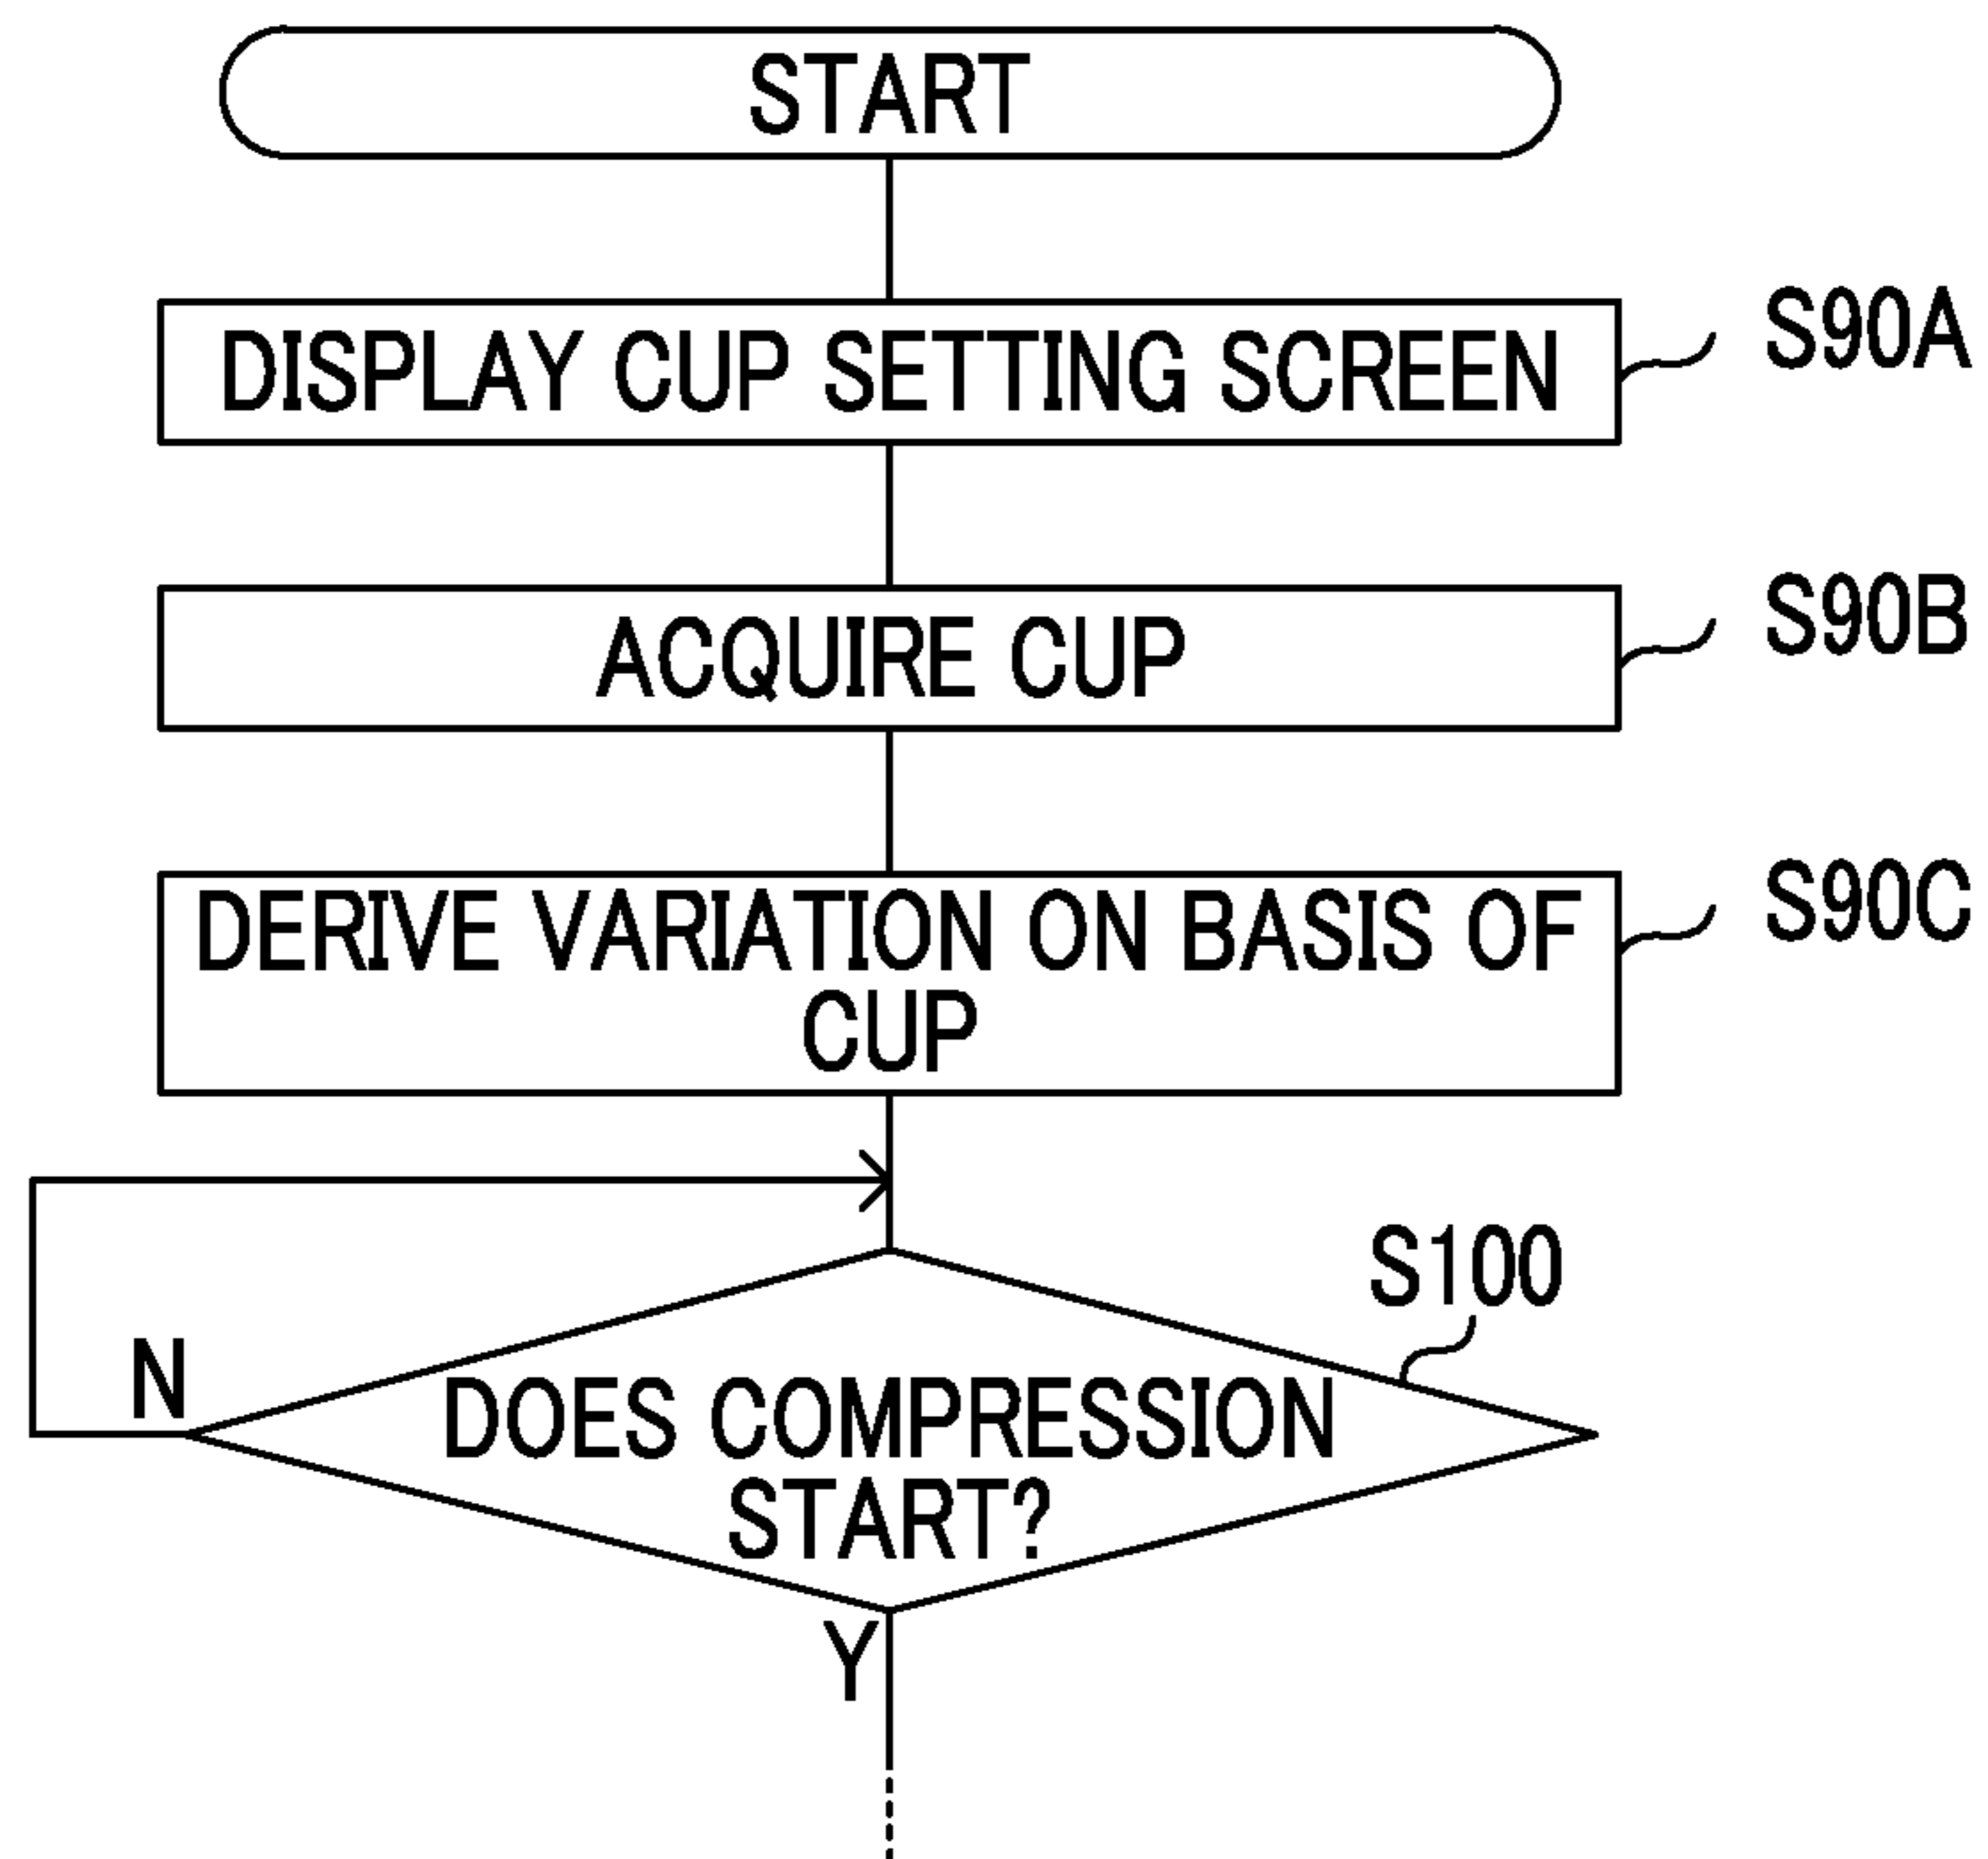 START
DISPLAY CUP SETTING SCREEN
S90A
ACQUIRE CUP
S90B
DERIVE VARIATION ON BASIS OF
CUP
S90C
S100
N
DOES COMPRESSION
START?
Y